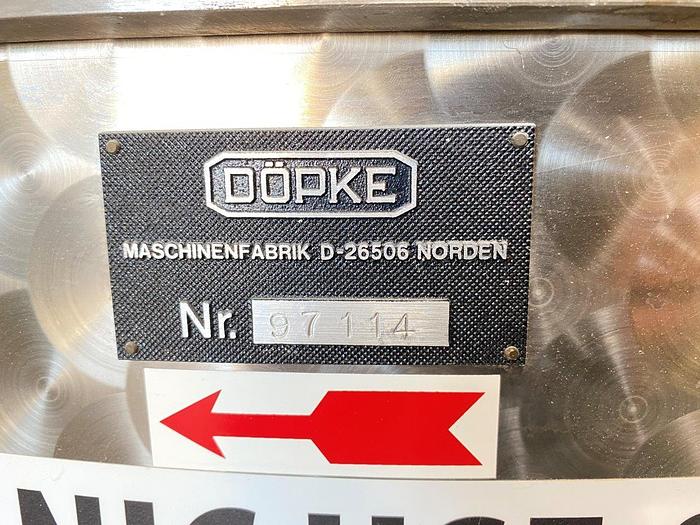 DÖPKE
MASCHINENFABRIK D-26506 NORDEN
Nr. 97114